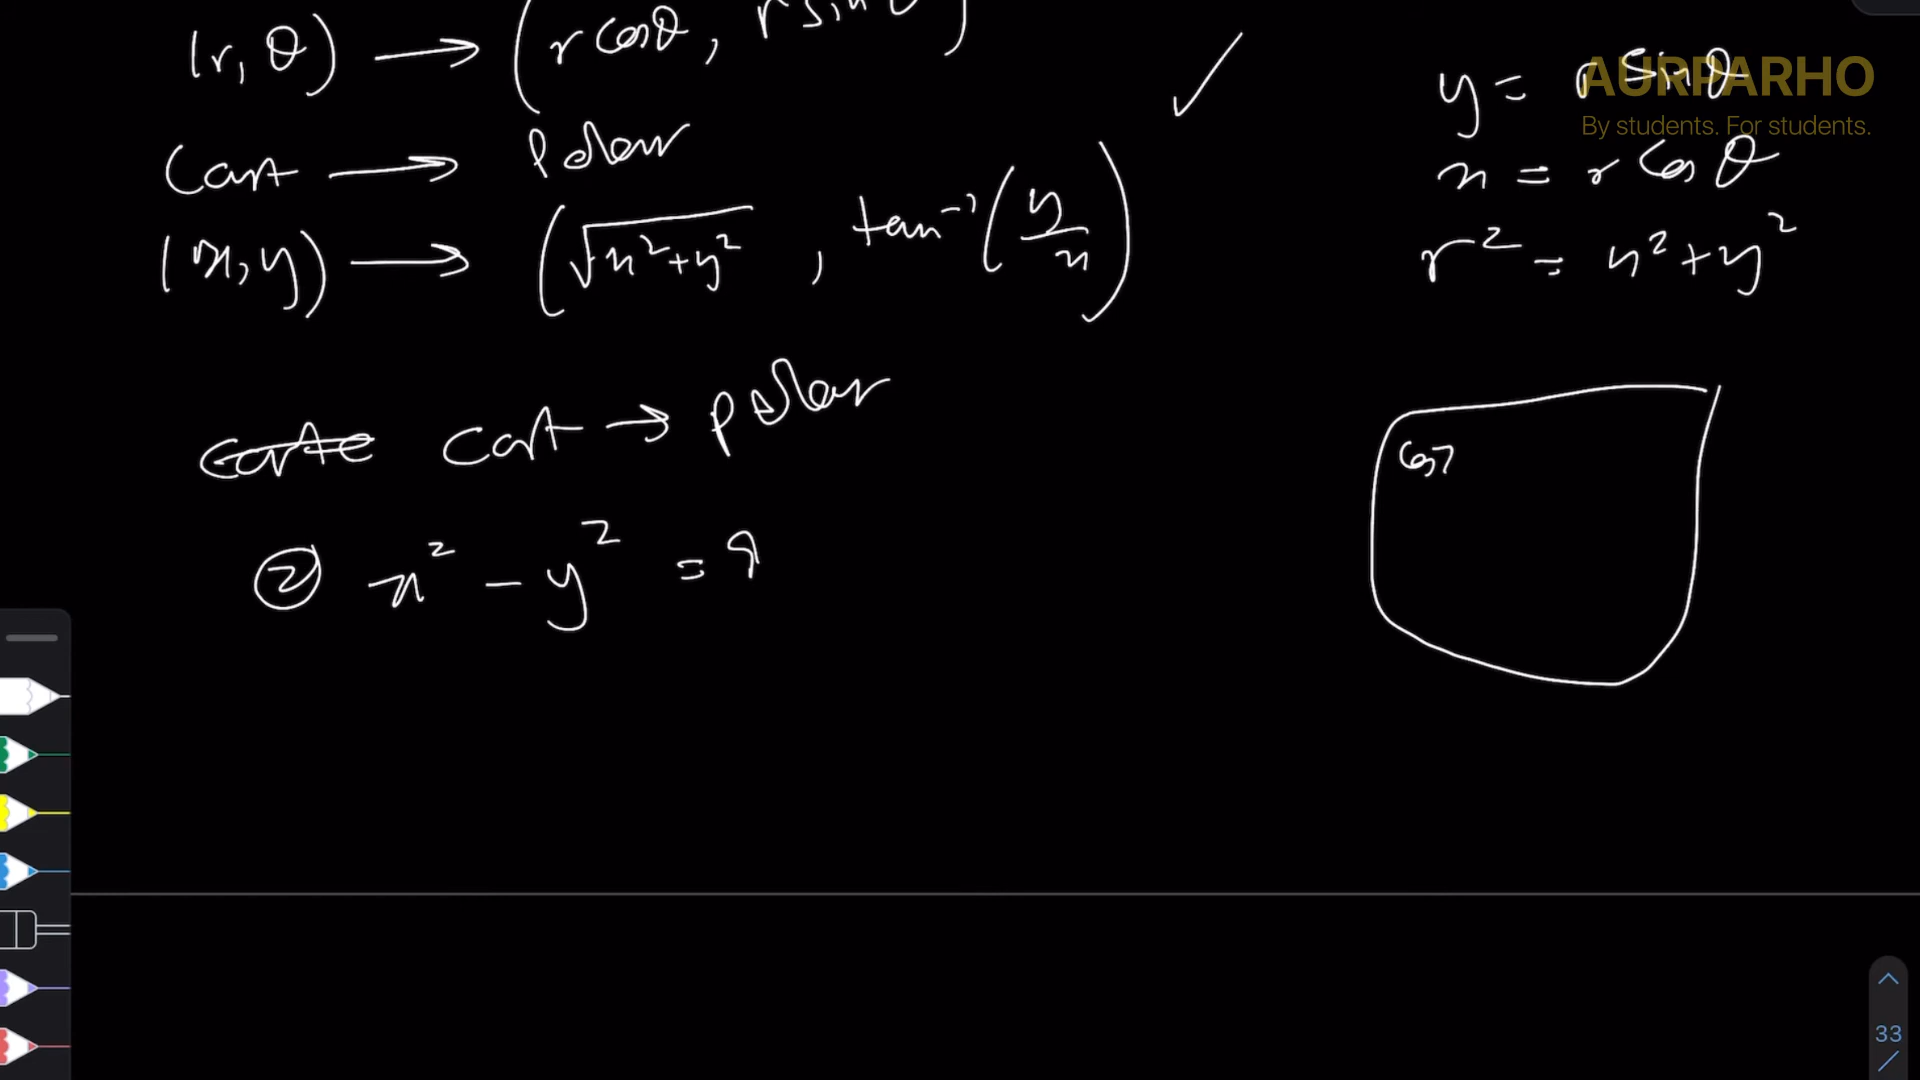 (r, θ) → (r cosθ, r sinθ)
y = r sinθ
AURPARHO
By students. For students.
Cart → Polar
x = r cosθ
(x, y) → (√x²+y², tan⁻¹(y/x))
r² = x²+y²
Cart → polar
cos
② x² - y² = 9
33